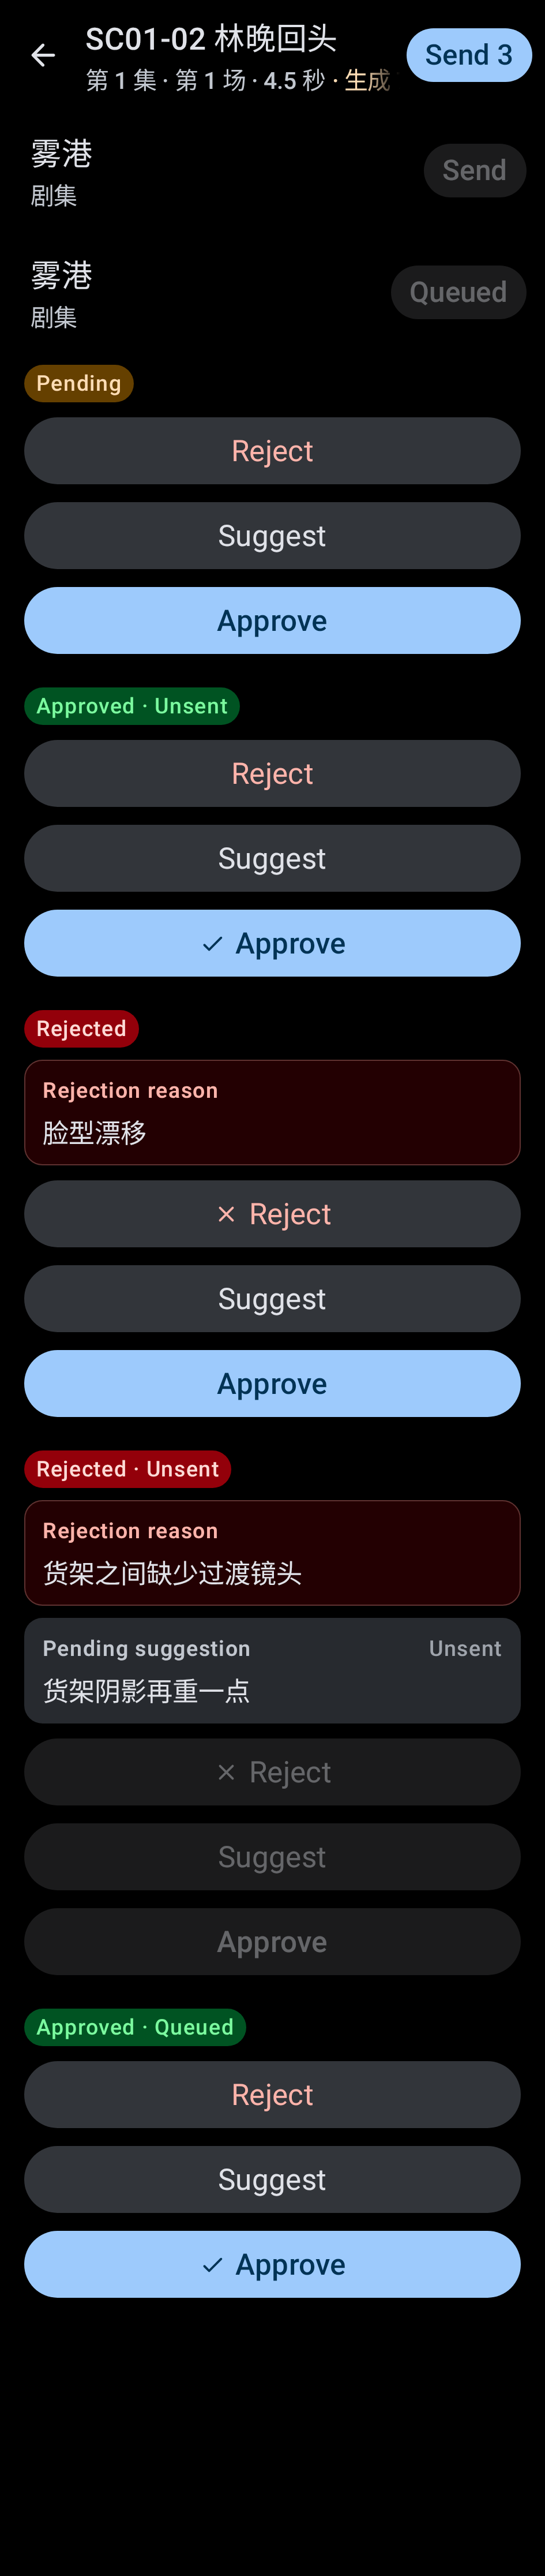 SC01-02 林晚回头
第 1 集 · 第 1 场 · 4.5 秒 · 生成
Send 3
雾港
剧集
Send
雾港
剧集
Queued
Pending
Reject
Suggest
Approve
Approved · Unsent
Reject
Suggest
Approve
Rejected
Rejection reason
脸型漂移
Reject
Suggest
Approve
Rejected · Unsent
Rejection reason
货架之间缺少过渡镜头
Pending suggestion
Unsent
货架阴影再重一点
Reject
Suggest
Approve
Approved · Queued
Reject
Suggest
Approve